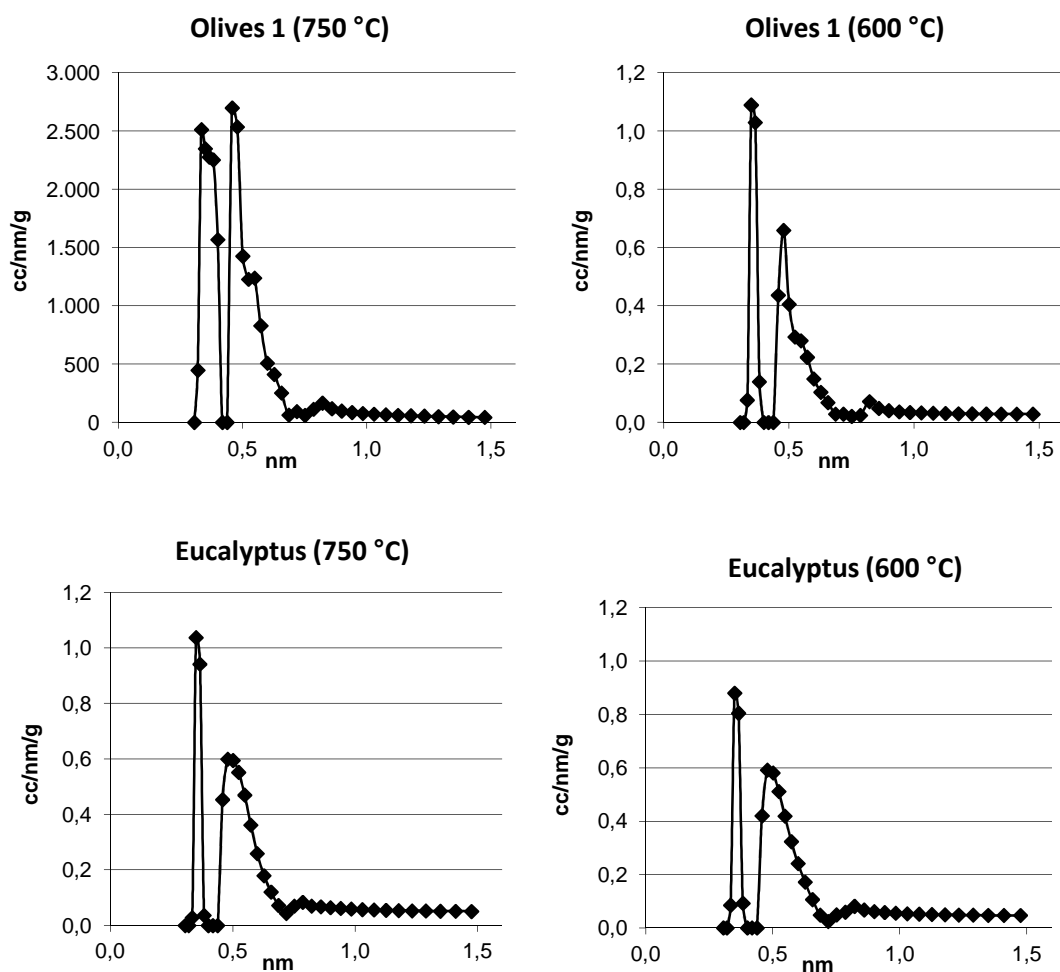 Olives 1 (750 °C)
3.000
2.500
2.000
1.500
1.000
500
0
cc/nm/g
0,0 0,5 1,0 1,5
nm
Olives 1 (600 °C)
1,2
1,0
0,8
0,6
0,4
0,2
0,0
cc/nm/g
0,0 0,5 1,0 1,5
nm
Eucalyptus (750 °C)
1,2
1,0
0,8
0,6
0,4
0,2
0,0
cc/nm/g
0,0 0,5 1,0 1,5
nm
Eucalyptus (600 °C)
1,2
1,0
0,8
0,6
0,4
0,2
0,0
cc/nm/g
0,0 0,5 1,0 1,5
nm